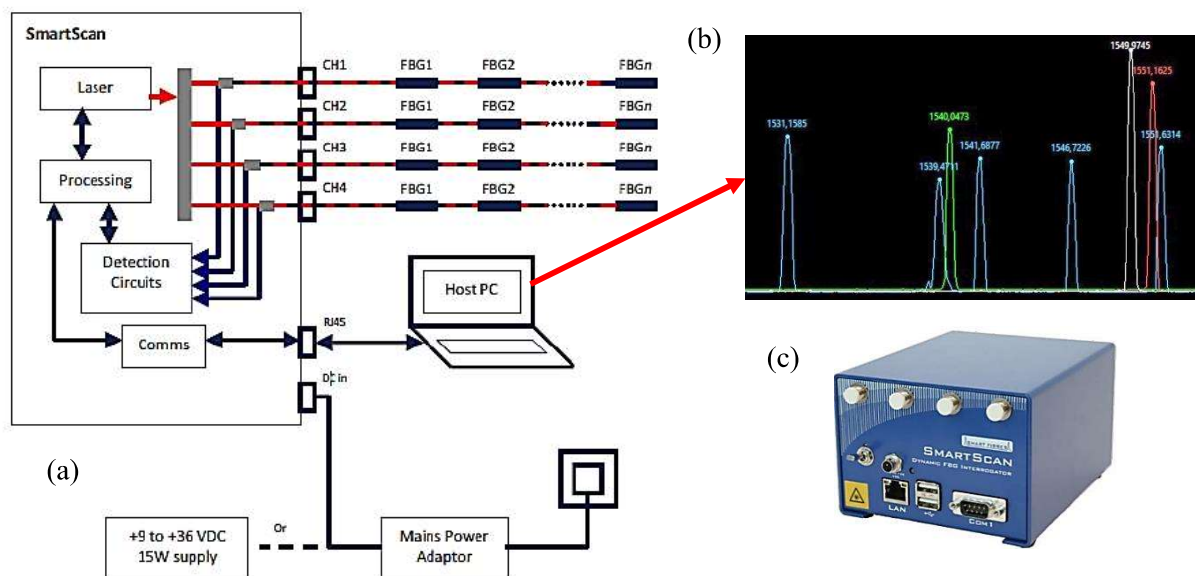 SmartScan
Laser
Processing
Detection
Circuits
Comms
CH1
FBG1
FBG2
FBGn
CH2
FBG1
FBG2
FBGn
CH3
FBG1
FBG2
FBGn
CH4
FBG1
FBG2
FBGn
Host PC
RJ45
DC in
(a)
+9 to +36 VDC
15W supply
Or
Mains Power
Adaptor
(b)
1531,1585
1539,4711
1540,0473
1541,6877
1546,7226
1549,9745
1551,1625
1551,6314
(c)
SMART FIBRES
SMARTSCAN
DYNAMIC FBG INTERROGATOR
LAN
COM1